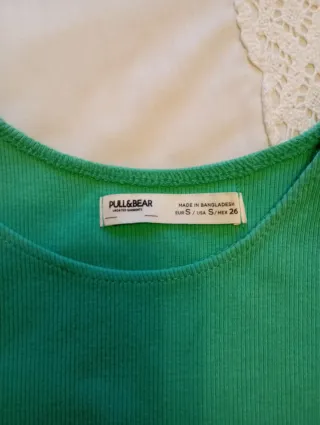 PULL&BEAR
MADE IN BANGLADESH
EUR S / USA S / MEX 26